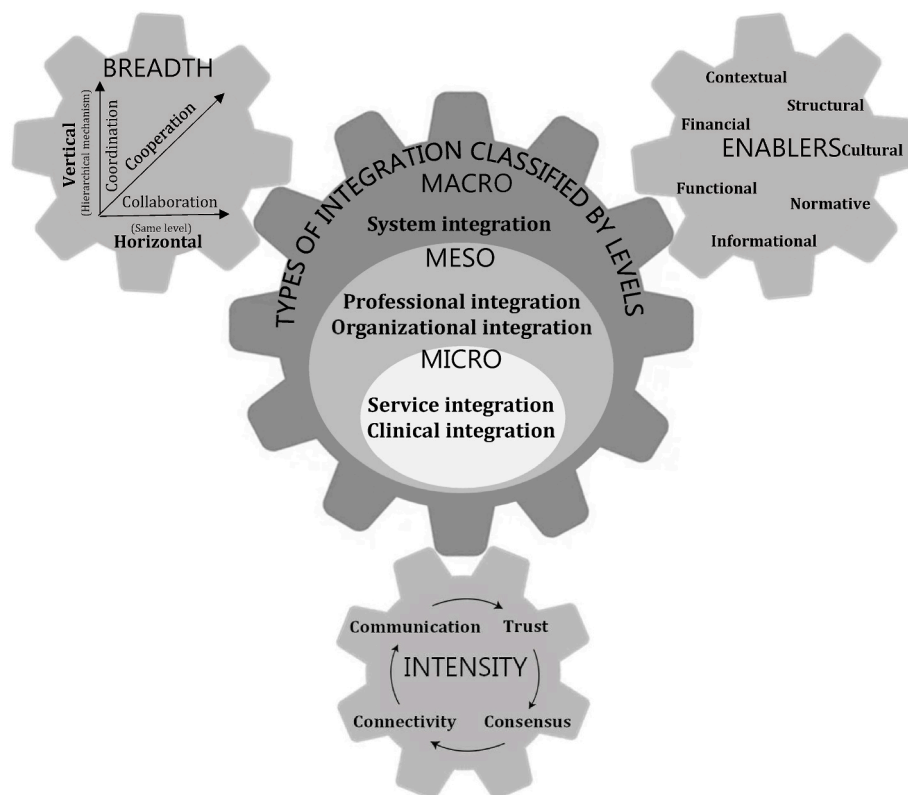 BREADTH
Vertical
(Hierarchical mechanism)
Coordination
Cooperation
Collaboration
(Same level)
Horizontal
TYPES OF INTEGRATION CLASSIFIED BY LEVELS
MACRO
System integration
MESO
Professional integration
Organizational integration
MICRO
Service integration
Clinical integration
Contextual
Structural
Financial
ENABLERS
Cultural
Functional
Normative
Informational
Communication
Trust
INTENSITY
Connectivity
Consensus